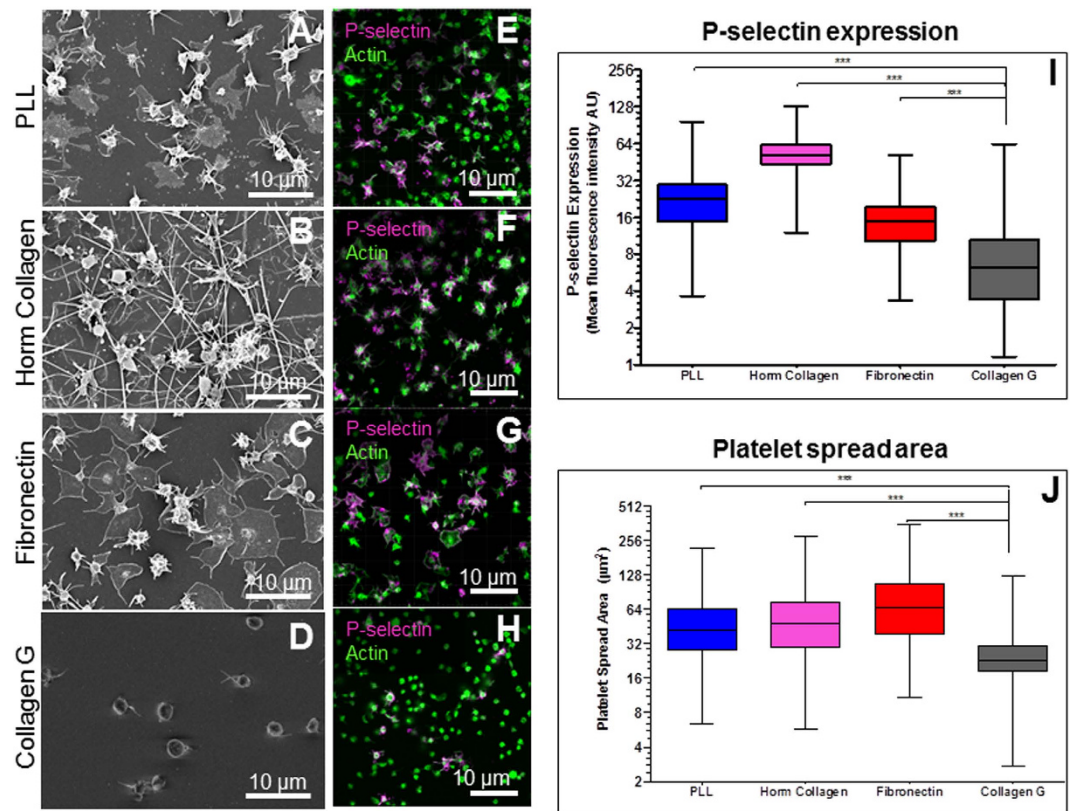 PLL
A
10 µm
P-selectin
Actin
E
10 µm
Horm Collagen
B
10 µm
P-selectin
Actin
F
10 µm
Fibronectin
C
10 µm
P-selectin
Actin
G
10 µm
Collagen G
D
10 µm
P-selectin
Actin
H
10 µm
P-selectin expression
I
***
***
***
P-selectin Expression
(Mean fluorescence intensity AU)
256
128
64
32
16
8
4
2
1
PLL
Horm Collagen
Fibronectin
Collagen G
Platelet spread area
J
***
***
***
Platelet Spread Area (µm²)
512
256
128
64
32
16
8
4
2
PLL
Horm Collagen
Fibronectin
Collagen G